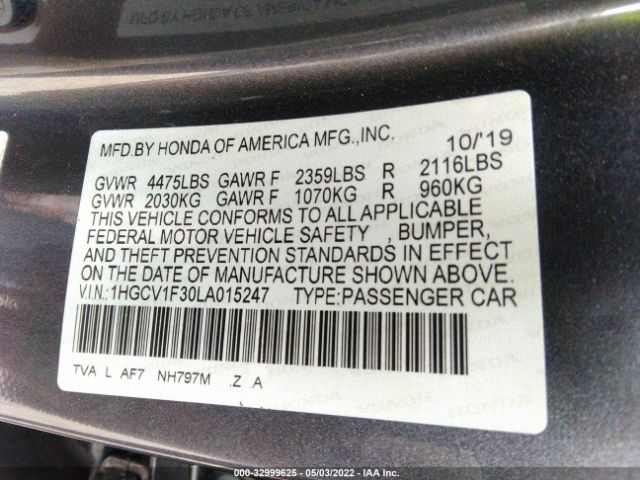 MFD.BY HONDA OF AMERICA MFG.,INC. 10/'19
GVWR 4475LBS GAWR F 2359LBS R 2116LBS
GVWR 2030KG GAWR F 1070KG R 960KG
THIS VEHICLE CONFORMS TO ALL APPLICABLE
FEDERAL MOTOR VEHICLE SAFETY , BUMPER,
AND THEFT PREVENTION STANDARDS IN EFFECT
ON THE DATE OF MANUFACTURE SHOWN ABOVE.
V.I.N.:1HGCV1F30LA015247 TYPE:PASSENGER CAR
TVA L AF7 NH797M .Z .A
000-32999625 - 05/03/2022 - IAA Inc.